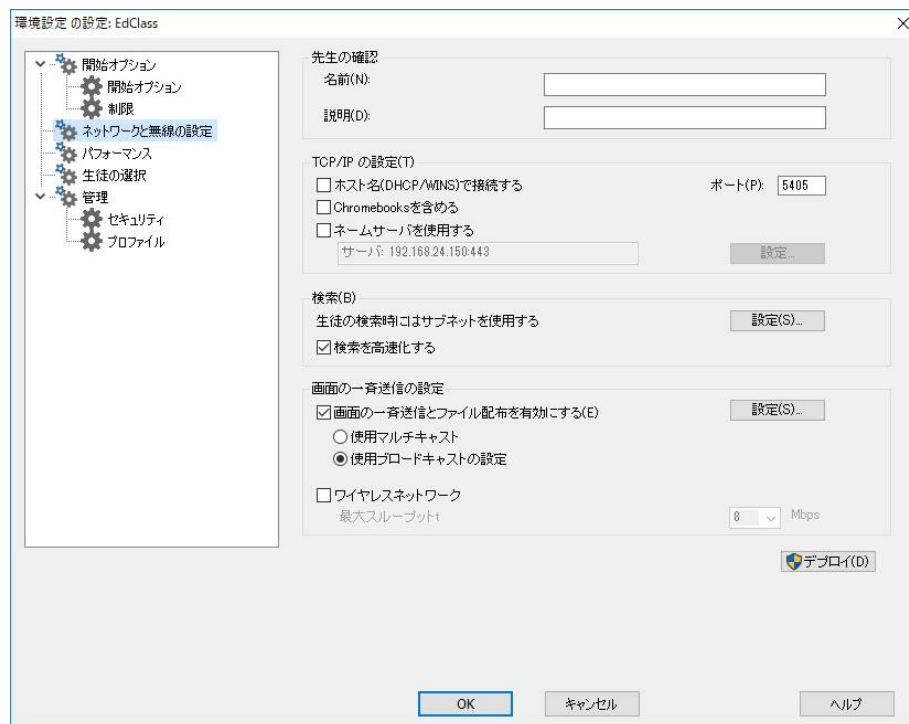 環境設定 の設定: EdClass
開始オプション
開始オプション
制限
ネットワークと無線の設定
パフォーマンス
生徒の選択
管理
セキュリティ
プロファイル
先生の確認
名前(N):
説明(D):
TCP/IP の設定(T)
ホスト名(DHCP/WINS)で接続する
ポート(P): 5405
Chromebooksを含める
ネームサーバを使用する
サーバ: 192.168.24.150:443
設定...
検索(B)
生徒の検索時にはサブネットを使用する
設定(S)...
検索を高速化する
画面の一斉送信の設定
画面の一斉送信とファイル配布を有効にする(E)
設定(S)...
使用マルチキャスト
使用ブロードキャストの設定
ワイヤレスネットワーク
最大スループットt
8 Mbps
デプロイ(D)
OK
キャンセル
ヘルプ